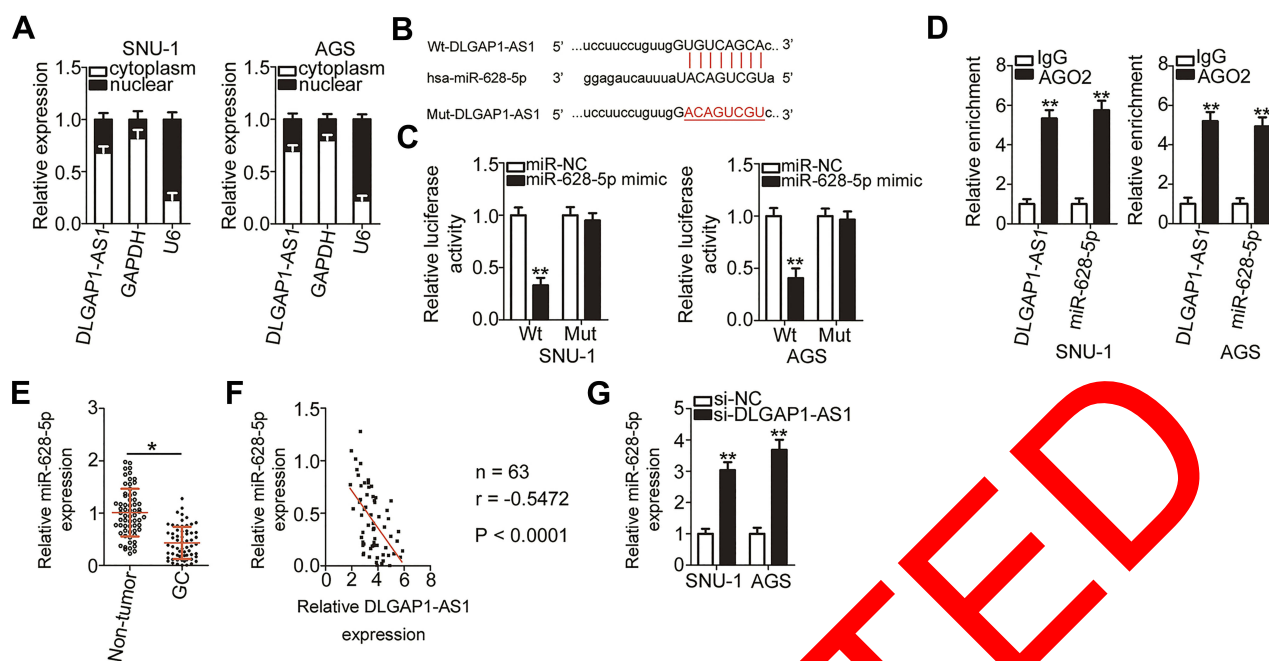 A
SNU-1
Relative expression
1.5
1.0
0.5
0.0
cytoplasm
nuclear
DLGAP1-AS1
GAPDH
U6
AGS
Relative expression
1.5
1.0
0.5
0.0
cytoplasm
nuclear
DLGAP1-AS1
GAPDH
U6
B
Wt-DLGAP1-AS1 5’ ...uccuuccuguugGUGUCAGCAc.. 3’
hsa-miR-628-5p 3’ ggagaucauuuaUACAGUCGUa 5’
Mut-DLGAP1-AS1 5’ ...uccuuccuguugGACAGUCGUc.. 3’
C
Relative luciferase
activity
1.5
1.0
0.5
0.0
miR-NC
miR-628-5p mimic
**
Wt Mut
SNU-1
Relative luciferase
activity
1.5
1.0
0.5
0.0
miR-NC
miR-628-5p mimic
**
Wt Mut
AGS
D
Relative enrichment
8
6
4
2
0
IgG
AGO2
** **
DLGAP1-AS1
miR-628-5p
SNU-1
Relative enrichment
8
6
4
2
0
IgG
AGO2
** **
DLGAP1-AS1
miR-628-5p
AGS
E
Relative miR-628-5p
expression
3
2
1
0
*
Non-tumor
GC
F
Relative miR-628-5p
expression
1.5
1.0
0.5
0.0
0 2 4 6 8
Relative DLGAP1-AS1
expression
n = 63
r = -0.5472
P < 0.0001
G
Relative miR-628-5p
expression
5
4
3
2
1
0
si-NC
si-DLGAP1-AS1
** **
SNU-1 AGS
TED